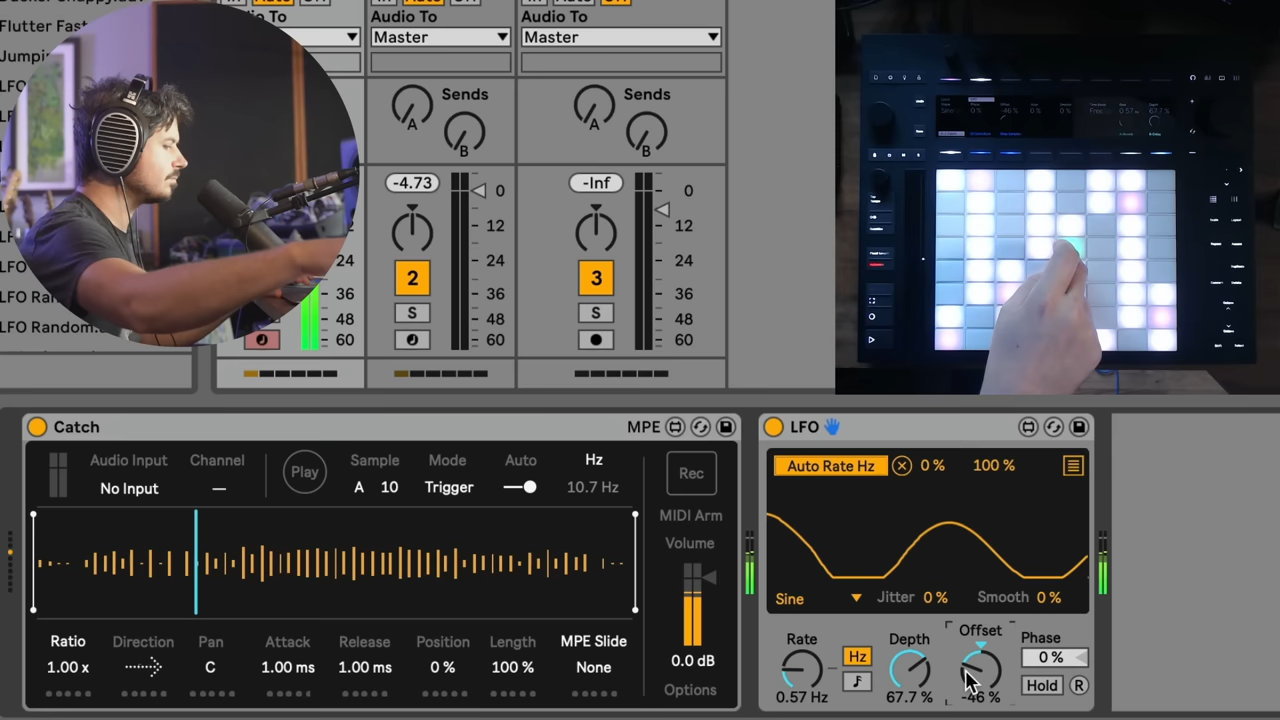 Flutter Fas
Jumpi
LFO
LFO Ran
LFO Random.
Audio To
Audio To
Audio To
Master
Master
Sends
A
B
Sends
A
B
-4.73
-Inf
0
12
24
36
48
60
0
12
24
36
48
60
24
36
48
60
2
3
S
S
Catch
MPE
Audio Input
No Input
Channel
—
Play
Sample
A 10
Mode
Trigger
Auto
Hz
10.7 Hz
Rec
MIDI Arm
Volume
0.0 dB
Options
Ratio
1.00 x
Direction
Pan
C
Attack
1.00 ms
Release
1.00 ms
Position
0 %
Length
100 %
MPE Slide
None
LFO
Auto Rate Hz
0 %
100 %
Sine
Jitter 0 %
Smooth 0 %
Rate
0.57 Hz
Hz
Depth
67.7 %
Offset
-46 %
Phase
0 %
Hold
R